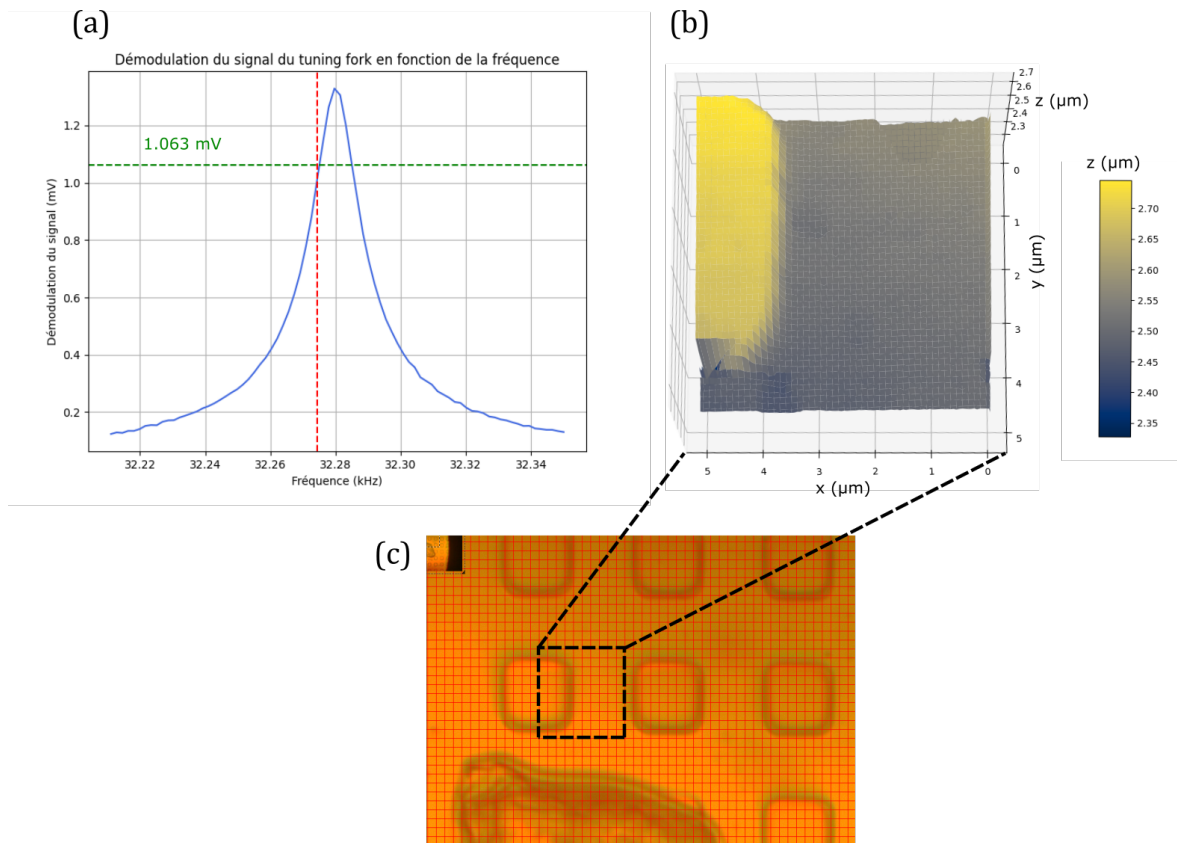 (a)
Démodulation du signal du tuning fork en fonction de la fréquence
1.063 mV
Démodulation du signal (mV)
1.2
1.0
0.8
0.6
0.4
0.2
32.22 32.24 32.26 32.28 32.30 32.32 32.34
Fréquence (kHz)
(b)
2.7
2.6
2.5
2.4
2.3
z (μm)
0
1
2
3
4
5
y (μm)
5 4 3 2 1 0
x (μm)
z (μm)
2.70
2.65
2.60
2.55
2.50
2.45
2.40
2.35
(c)